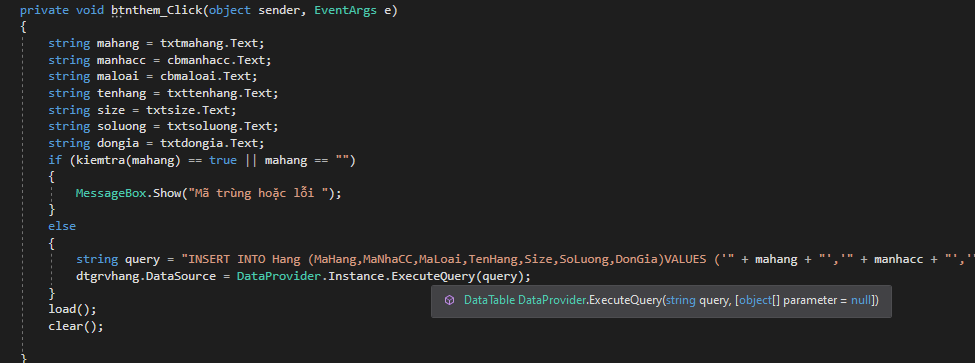 private void btnthem_Click(object sender, EventArgs e)
{
string mahang = txtmahang.Text;
string manhacc = cbmanhacc.Text;
string maloai = cbmaloai.Text;
string tenhang = txttenhang.Text;
string size = txtsize.Text;
string soluong = txtsoluong.Text;
string dongia = txtdongia.Text;
if (kiemtra(mahang) == true || mahang == "")
{
MessageBox.Show("Mã trùng hoặc lỗi ");
}
else
{
string query = "INSERT INTO Hang (MaHang,MaNhaCC,MaLoai,TenHang,Size,SoLuong,DonGia)VALUES ('" + mahang + "','" + manhacc + "','
dtgrvhang.DataSource = DataProvider.Instance.ExecuteQuery(query);
}
DataTable DataProvider.ExecuteQuery(string query, [object[] parameter = null])
load();
clear();
}